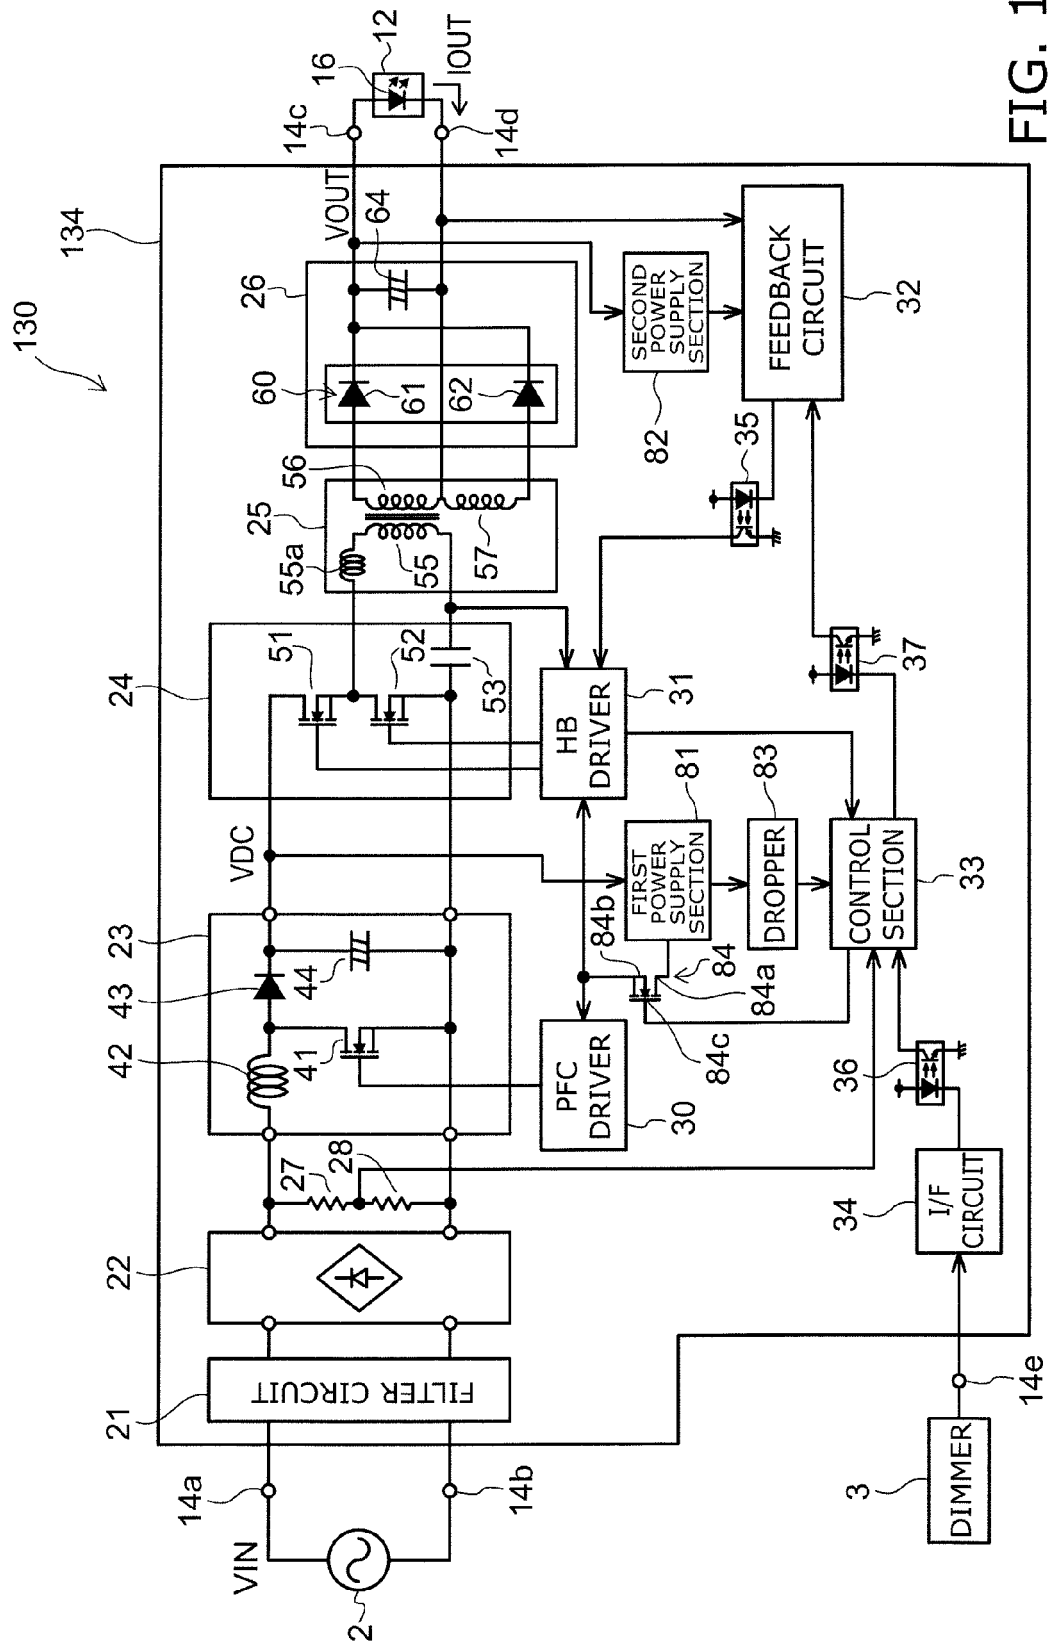 FIG. 1
130
134
VIN
2
14a
14b
21
FILTER CIRCUIT
22
27
28
23
42
43
41
44
VDC
24
51
52
53
25
55a
55
56
57
26
60
61
62
64
VOUT
14c
14d
16
12
IOUT
PFC
DRIVER
30
84b
84
84a
84c
HB
DRIVER
31
FIRST
POWER
SUPPLY
SECTION
81
DROPPER
83
CONTROL
SECTION
33
SECOND
POWER
SUPPLY
SECTION
82
FEEDBACK
CIRCUIT
32
35
37
36
I/F
CIRCUIT
34
14e
DIMMER
3